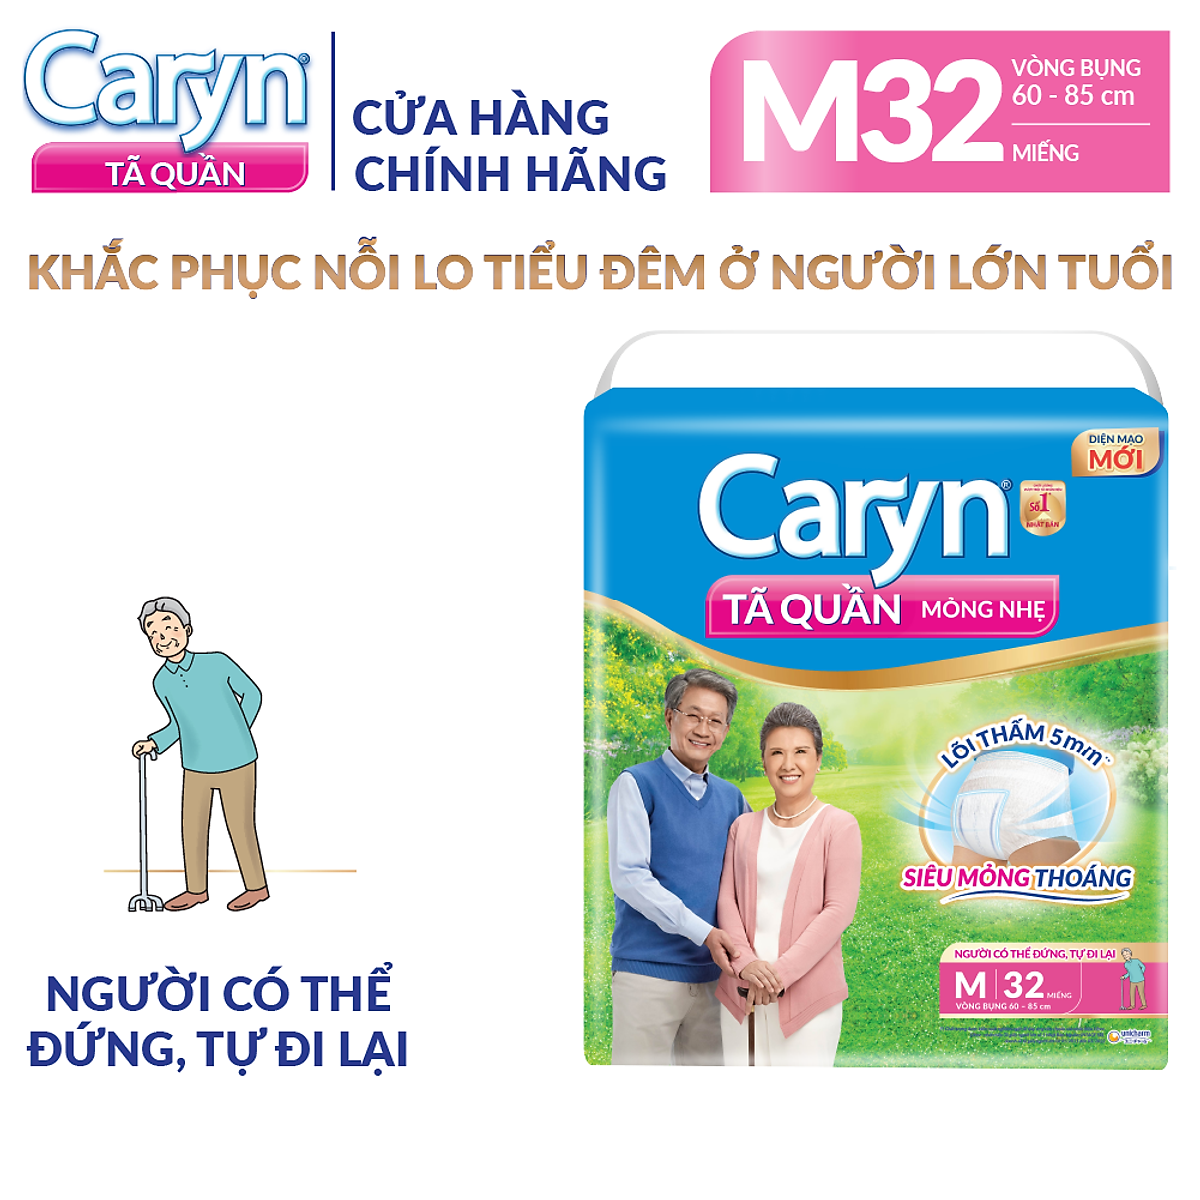 Caryn®
TÃ QUẦN
CỬA HÀNG
CHÍNH HÃNG
M32
VÒNG BỤNG
60 - 85 cm
MIẾNG
KHẮC PHỤC NỖI LO TIỂU ĐÊM Ở NGƯỜI LỚN TUỔI
DIỆN MẠO
MỚI
Caryn®
Số 1*
NHẬT BẢN
TÃ QUẦN MỎNG NHẸ
LÕI THẤM 5mm**
SIÊU MỎNG THOÁNG
NGƯỜI CÓ THỂ ĐỨNG, TỰ ĐI LẠI
M 32 MIẾNG
VÒNG BỤNG 60 - 85 cm
unicharm
NGƯỜI CÓ THỂ
ĐỨNG, TỰ ĐI LẠI